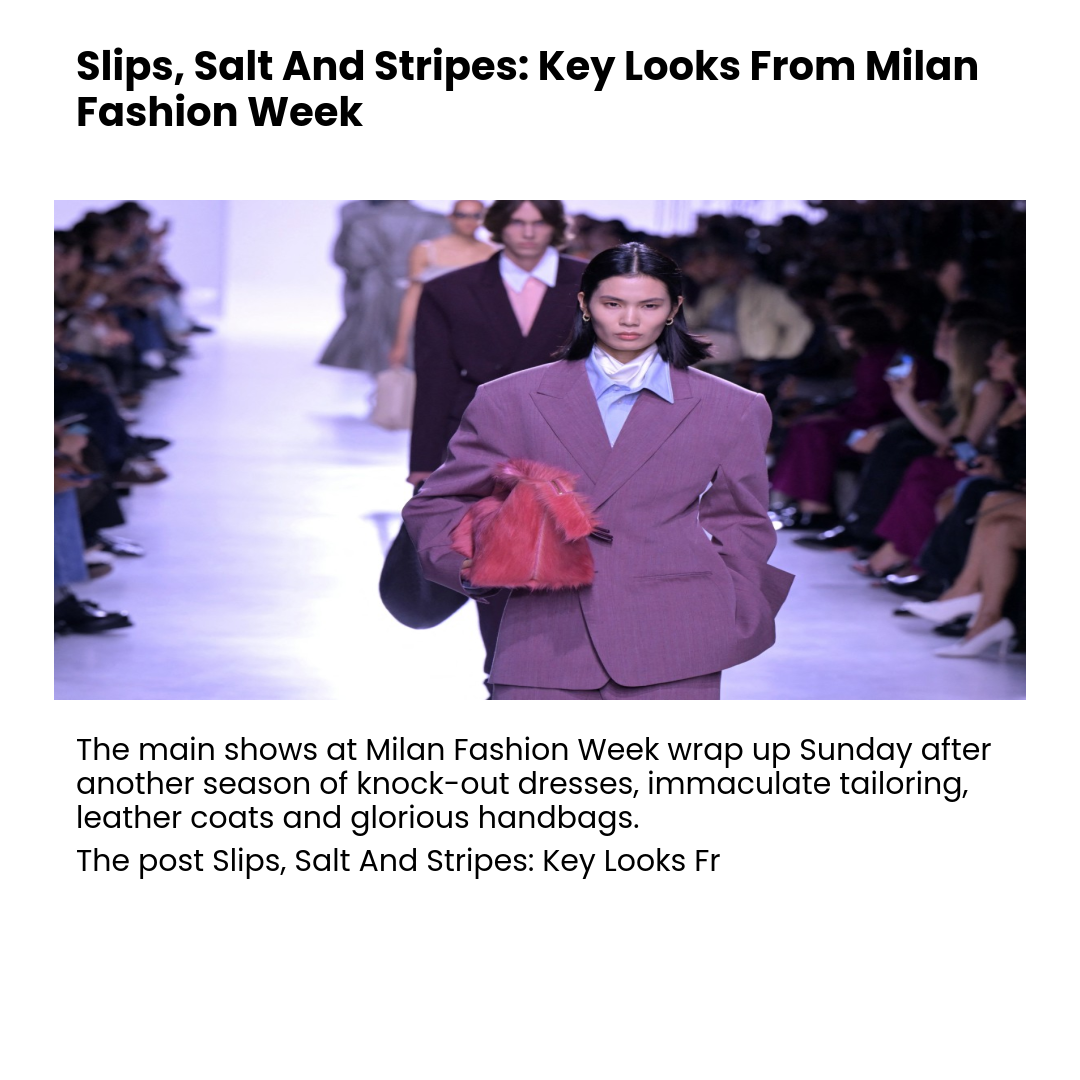 Slips, Salt And Stripes: Key Looks From Milan
Fashion Week
The main shows at Milan Fashion Week wrap up Sunday after
another season of knock-out dresses, immaculate tailoring,
leather coats and glorious handbags.
The post Slips, Salt And Stripes: Key Looks Fr